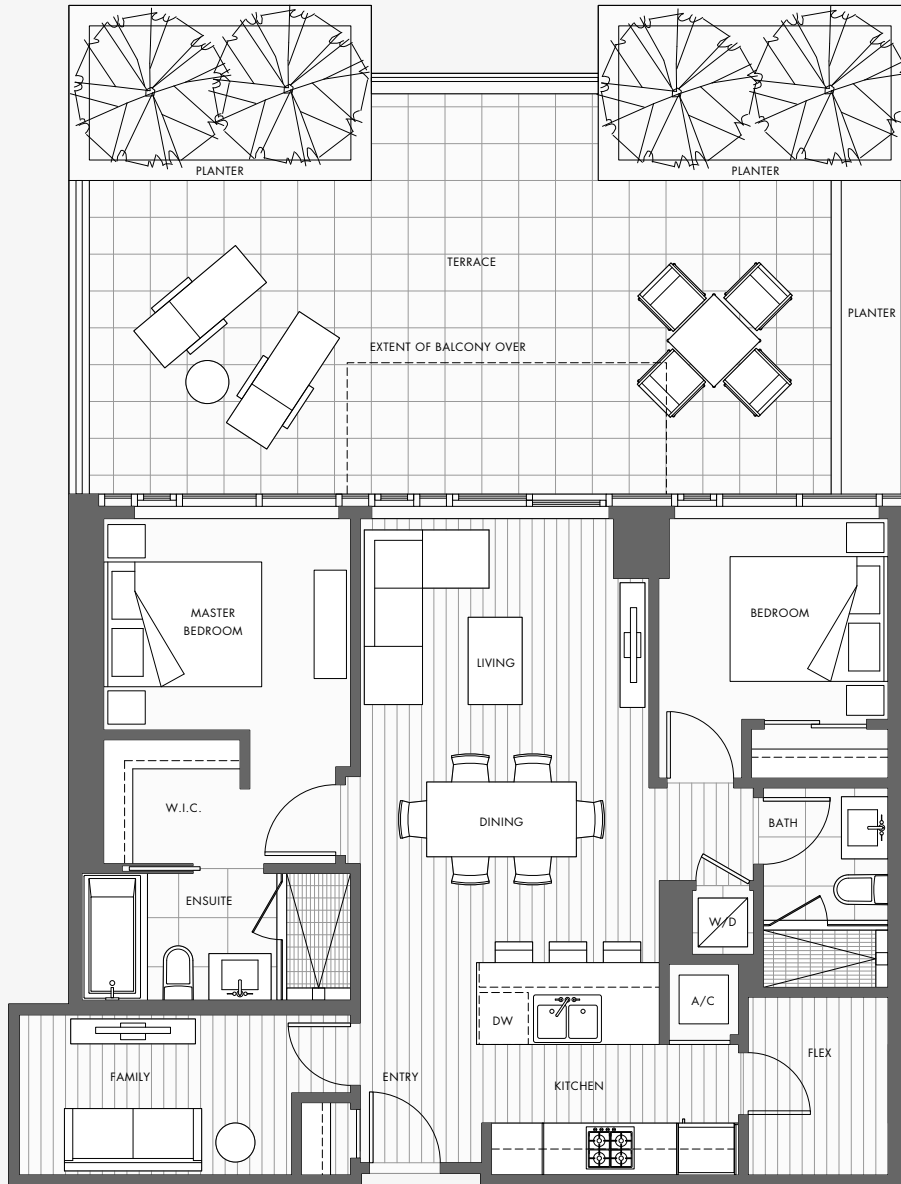 PLANTER
PLANTER
TERRACE
PLANTER
EXTENT OF BALCONY OVER
MASTER
BEDROOM
BEDROOM
LIVING
W.I.C.
DINING
BATH
ENSUITE
W/D
A/C
DW
FLEX
FAMILY
ENTRY
KITCHEN